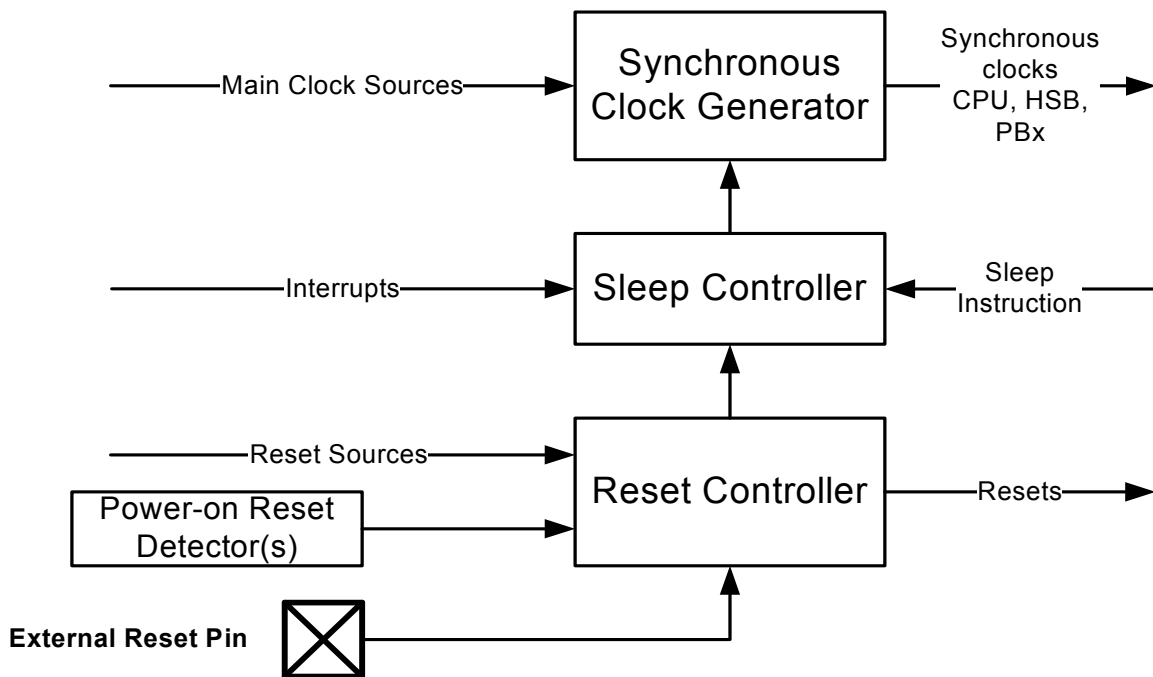 Main Clock Sources
Synchronous
Clock Generator
Synchronous
clocks
CPU, HSB,
PBx
Interrupts
Sleep Controller
Sleep
Instruction
Reset Sources
Power-on Reset
Detector(s)
Reset Controller
Resets
External Reset Pin